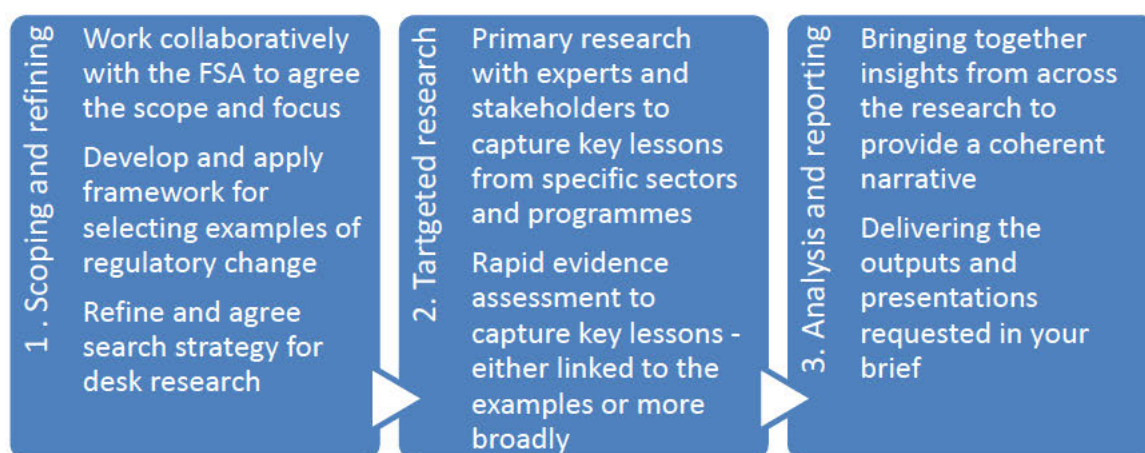 1 . Scoping and refining
Work collaboratively
with the FSA to agree
the scope and focus
Develop and apply
framework for
selecting examples of
regulatory change
Refine and agree
search strategy for
desk research
2. Tartgeted research
Primary research
with experts and
stakeholders to
capture key lessons
from specific sectors
and programmes
Rapid evidence
assessment to
capture key lessons -
either linked to the
examples or more
broadly
3. Analysis and reporting
Bringing together
insights from across
the research to
provide a coherent
narrative
Delivering the
outputs and
presentations
requested in your
brief